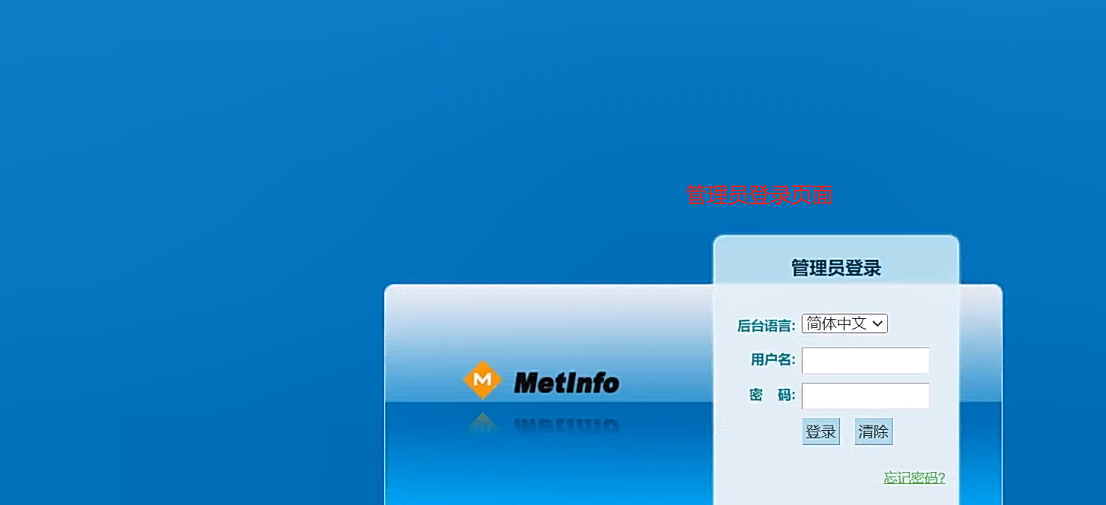 管理员登录页面
管理员登录
后台语言: 简体中文
用户名:
MetInfo
密 码:
登录 清除
忘记密码?